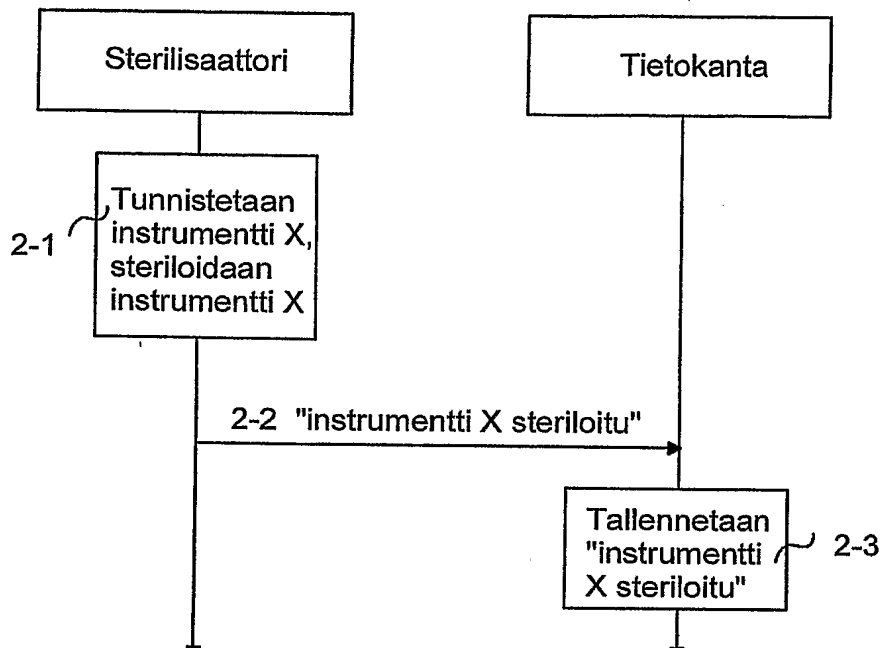 Sterilisaattori
Tietokanta
2-1
Tunnistetaan
instrumentti X,
steriloidaan
instrumentti X
2-2 "instrumentti X steriloitu"
Tallennetaan
"instrumentti
X steriloitu"
2-3